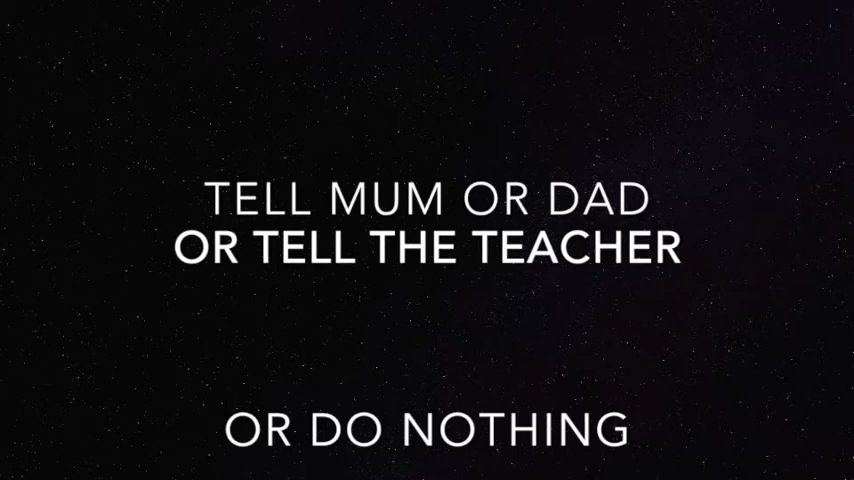 TELL MUM OR DAD
OR TELL THE TEACHER
OR DO NOTHING